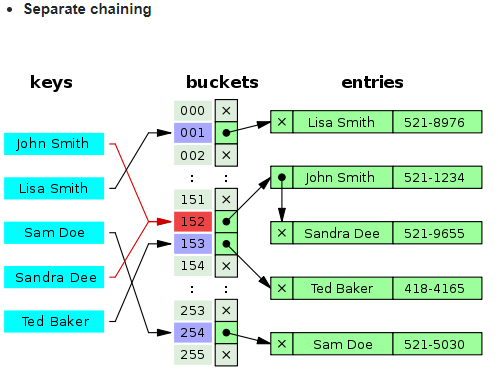 Separate chaining
keys buckets entries
000 ×
John Smith
001
× Lisa Smith 521-8976
002 ×
Lisa Smith
: :
151 ×
John Smith 521-1234
Sam Doe
152
× Sandra Dee 521-9655
153
Sandra Dee
154 ×
: :
× Ted Baker 418-4165
Ted Baker
253 ×
254
× Sam Doe 521-5030
255 ×